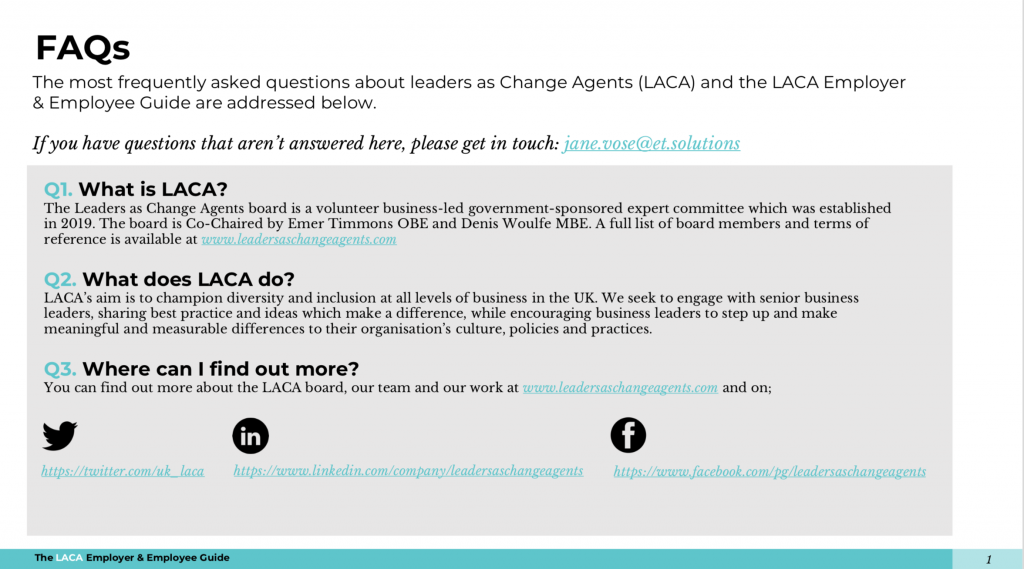 FAQs
The most frequently asked questions about leaders as Change Agents (LACA) and the LACA Employer
& Employee Guide are addressed below.
If you have questions that aren't answered here, please get in touch: jane.vose@et.solutions
Q1. What is LACA?
The Leaders as Change Agents board is a volunteer business-led government-sponsored expert committee which was established
in 2019. The board is Co-Chaired by Emer Timmons OBE and Denis Woulfe MBE. A full list of board members and terms of
reference is available at www.leadersaschangeagents.com
Q2. What does LACA do?
LACA's aim is to champion diversity and inclusion at all levels of business in the UK. We seek to engage with senior business
leaders, sharing best practice and ideas which make a difference, while encouraging business leaders to step up and make
meaningful and measurable differences to their organisation's culture, policies and practices.
Q3. Where can I find out more?
You can find out more about the LACA board, our team and our work at www.leadersaschangeagents.com and on;
in
f
https://twitter.com/uk_laca
https://www.linkedin.com/company/leadersaschangeagents
https://www.facebook.com/pg/leadersaschangeagents
The LACA Employer & Employee Guide
1